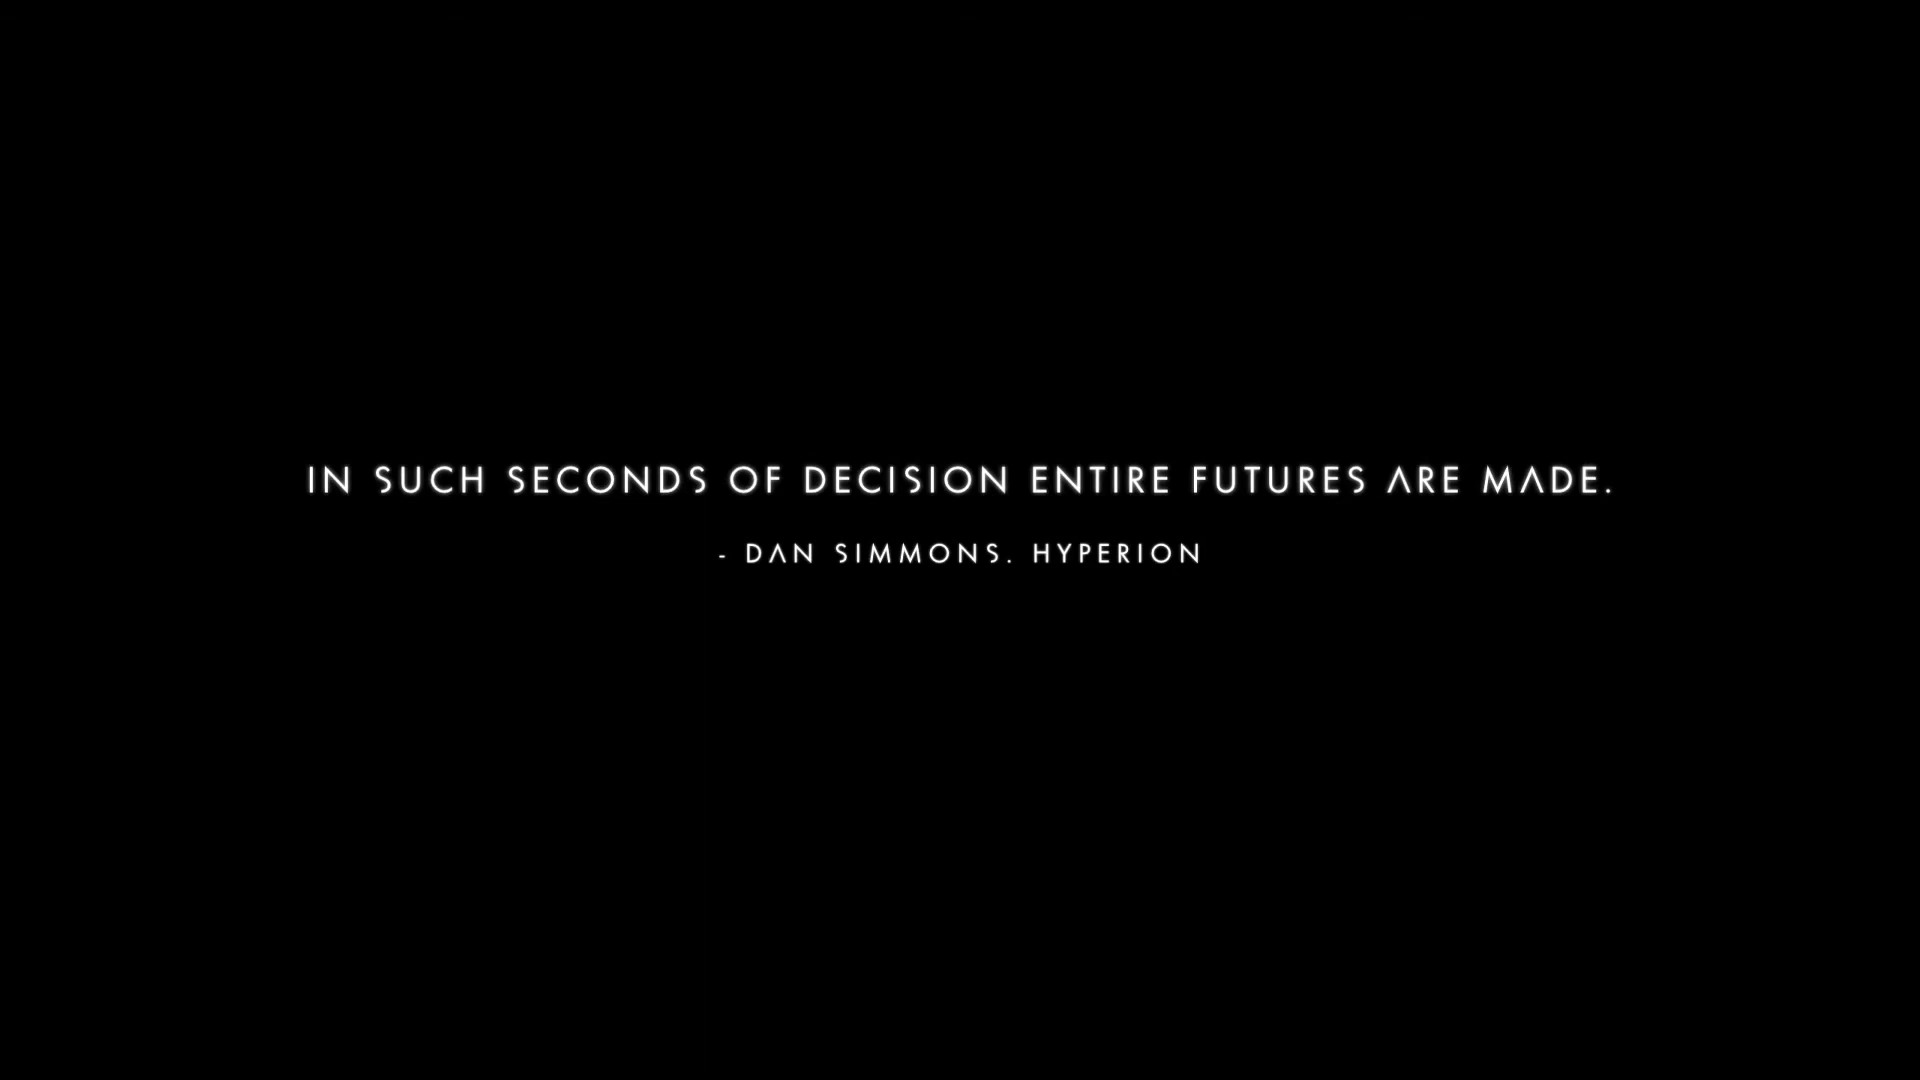 IN SUCH SECONDS OF DECISION ENTIRE FUTURES ARE MADE.
- DAN SIMMONS. HYPERION